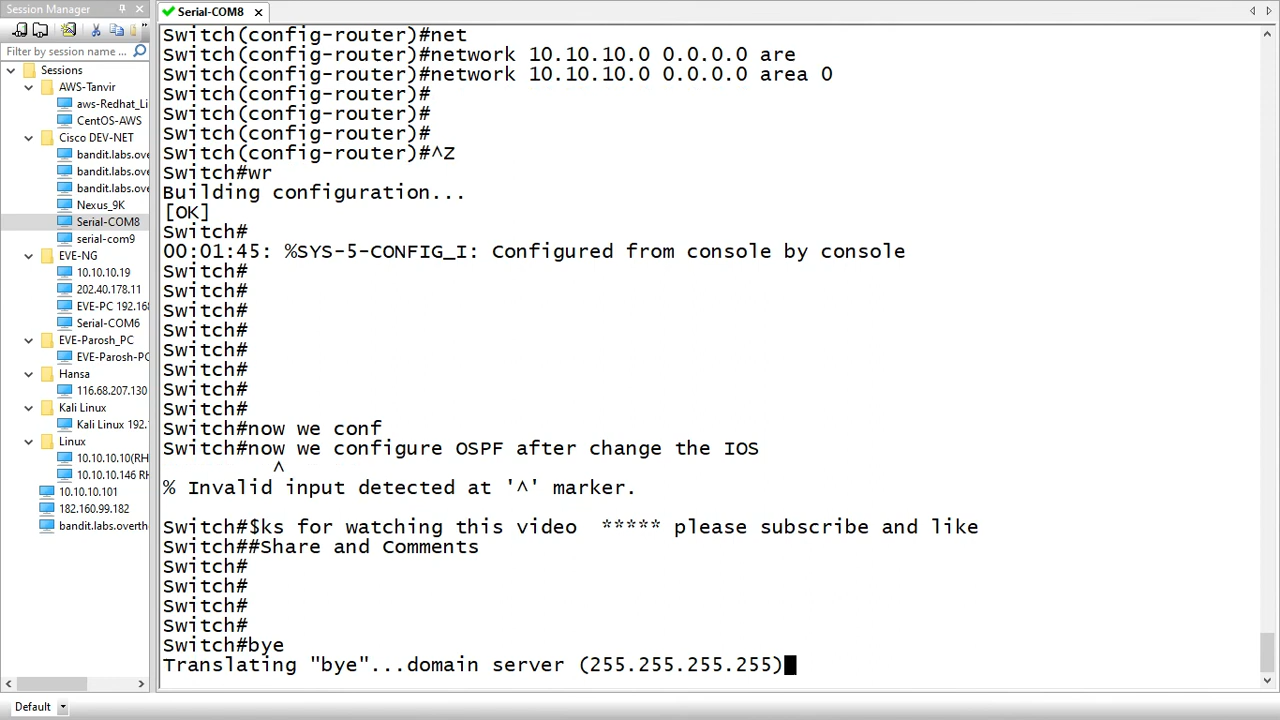 Session Manager
Serial-COM8
Filter by session name ...
Sessions
AWS-Tanvir
aws-Redhat_Li
CentOS-AWS
Cisco DEV-NET
bandit.labs.ove
bandit.labs.ove
bandit.labs.ove
Nexus_9K
Serial-COM8
serial-com9
EVE-NG
10.10.10.19
202.40.178.11
EVE-PC 192.168
Serial-COM6
EVE-Parosh_PC
EVE-Parosh-PC
Hansa
116.68.207.130
Kali Linux
Kali Linux 192.
Linux
10.10.10.10(RH
10.10.10.146 RH
10.10.10.101
182.160.99.182
bandit.labs.overth
Default
Switch(config-router)#net
Switch(config-router)#network 10.10.10.0 0.0.0.0 are
Switch(config-router)#network 10.10.10.0 0.0.0.0 area 0
Switch(config-router)#
Switch(config-router)#
Switch(config-router)#
Switch(config-router)#^Z
Switch#wr
Building configuration...
[OK]
Switch#
00:01:45: %SYS-5-CONFIG_I: Configured from console by console
Switch#
Switch#
Switch#
Switch#
Switch#
Switch#
Switch#
Switch#
Switch#now we conf
Switch#now we configure OSPF after change the IOS
^
% Invalid input detected at '^' marker.
Switch#$ks for watching this video  ***** please subscribe and like
Switch##Share and Comments
Switch#
Switch#
Switch#
Switch#
Switch#bye
Translating "bye"...domain server (255.255.255.255)